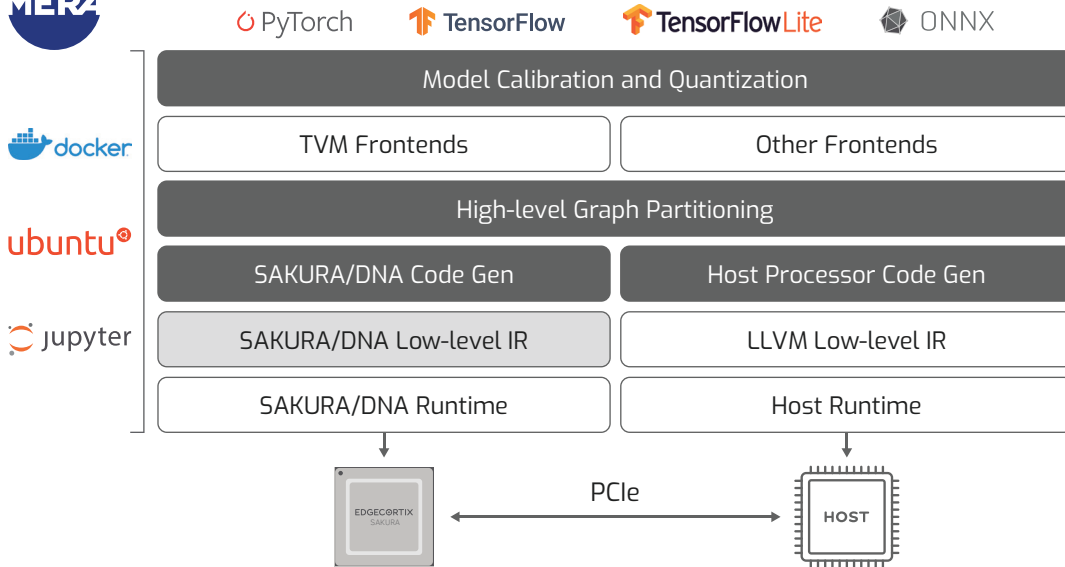 MERA
PyTorch TensorFlow TensorFlow Lite ONNX
Model Calibration and Quantization
docker
TVM Frontends Other Frontends
High-level Graph Partitioning
ubuntu
SAKURA/DNA Code Gen Host Processor Code Gen
jupyter
SAKURA/DNA Low-level IR LLVM Low-level IR
SAKURA/DNA Runtime Host Runtime
PCIe
EDGECORTIX
SAKURA
HOST